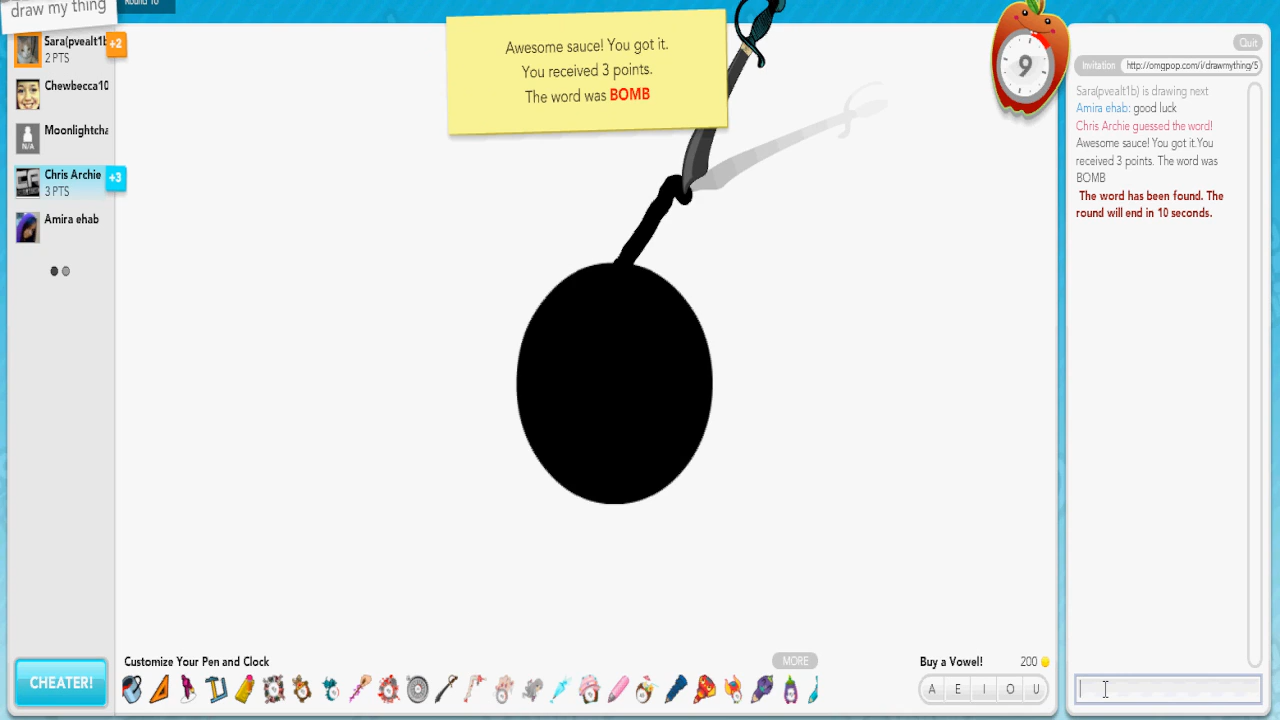 draw my thing
Round 10
Sara(pvealt1b
+2
2 PTS
Chewbecca10
N/A
Moonlightcha
Chris Archie
+3
3 PTS
Amira ehab
CHEATER!
Awesome sauce! You got it.
You received 3 points.
The word was BOMB
9
Customize Your Pen and Clock
MORE
Buy a Vowel!
200
A E I O U
Quit
Invitation http://omgpop.com/i/drawmything/5
Sara(pvealt1b) is drawing next
Amira ehab: good luck
Chris Archie guessed the word!
Awesome sauce! You got it.You
received 3 points. The word was
BOMB
The word has been found. The
round will end in 10 seconds.